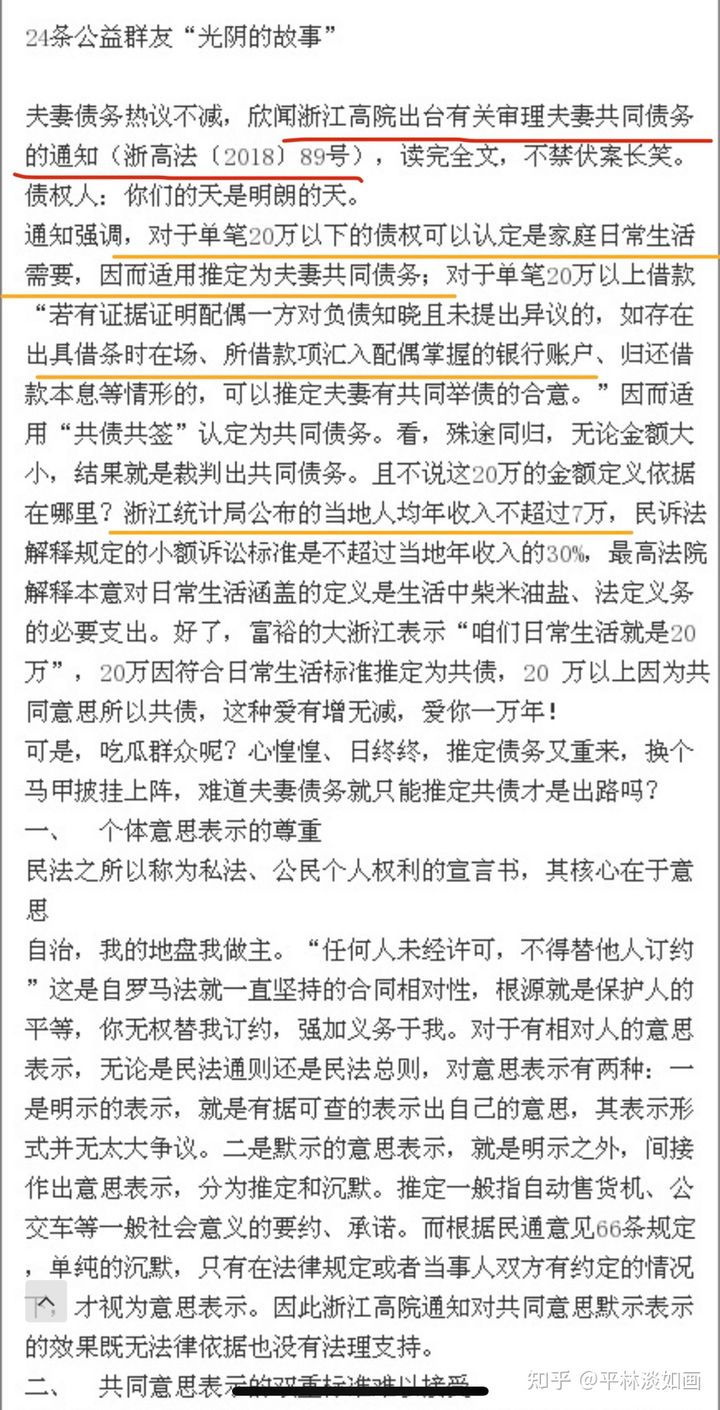 24条公益群友“光阴的故事”
夫妻债务热议不减，欣闻浙江高院出台有关审理夫妻共同债务
的通知（浙高法〔2018〕89号），读完全文，不禁伏案长笑。
债权人：你们的天是明朗的天。
通知强调，对于单笔20万以下的债权可以认定是家庭日常生活
需要，因而适用推定为夫妻共同债务；对于单笔20万以上借款
“若有证据证明配偶一方对负债知晓且未提出异议的，如存在
出具借条时在场、所借款项汇入配偶掌握的银行账户、归还借
款本息等情形的，可以推定夫妻有共同举债的合意。”因而适
用“共债共签”认定为共同债务。看，殊途同归，无论金额大
小，结果就是裁判出共同债务。且不说这20万的金额定义依据
在哪里？浙江统计局公布的当地人均年收入不超过7万，民诉法
解释规定的小额诉讼标准是不超过当地年收入的30%，最高法院
解释本意对日常生活涵盖的定义是生活中柴米油盐、法定义务
的必要支出。好了，富裕的大浙江表示“咱们日常生活就是20
万”，20万因符合日常生活标准推定为共债，20 万以上因为共
同意思所以共债，这种爱有增无减，爱你一万年！
可是，吃瓜群众呢？心惶惶、日终终，推定债务又重来，换个
马甲披挂上阵，难道夫妻债务就只能推定共债才是出路吗？
一、 个体意思表示的尊重
民法之所以称为私法、公民个人权利的宣言书，其核心在于意
思
自治，我的地盘我做主。“任何人未经许可，不得替他人订约
”这是自罗马法就一直坚持的合同相对性，根源就是保护人的
平等，你无权替我订约，强加义务于我。对于有相对人的意思
表示，无论是民法通则还是民法总则，对意思表示有两种：一
是明示的表示，就是有据可查的表示出自己的意思，其表示形
式并无太大争议。二是默示的意思表示，就是明示之外，间接
作出意思表示，分为推定和沉默。推定一般指自动售货机、公
交车等一般社会意义的要约、承诺。而根据民通意见66条规定
，单纯的沉默，只有在法律规定或者当事人双方有约定的情况
下，才视为意思表示。因此浙江高院通知对共同意思默示表示
的效果既无法律依据也没有法理支持。
二、 共同意思表示的双重标准难以接受
知乎 @平林淡如画